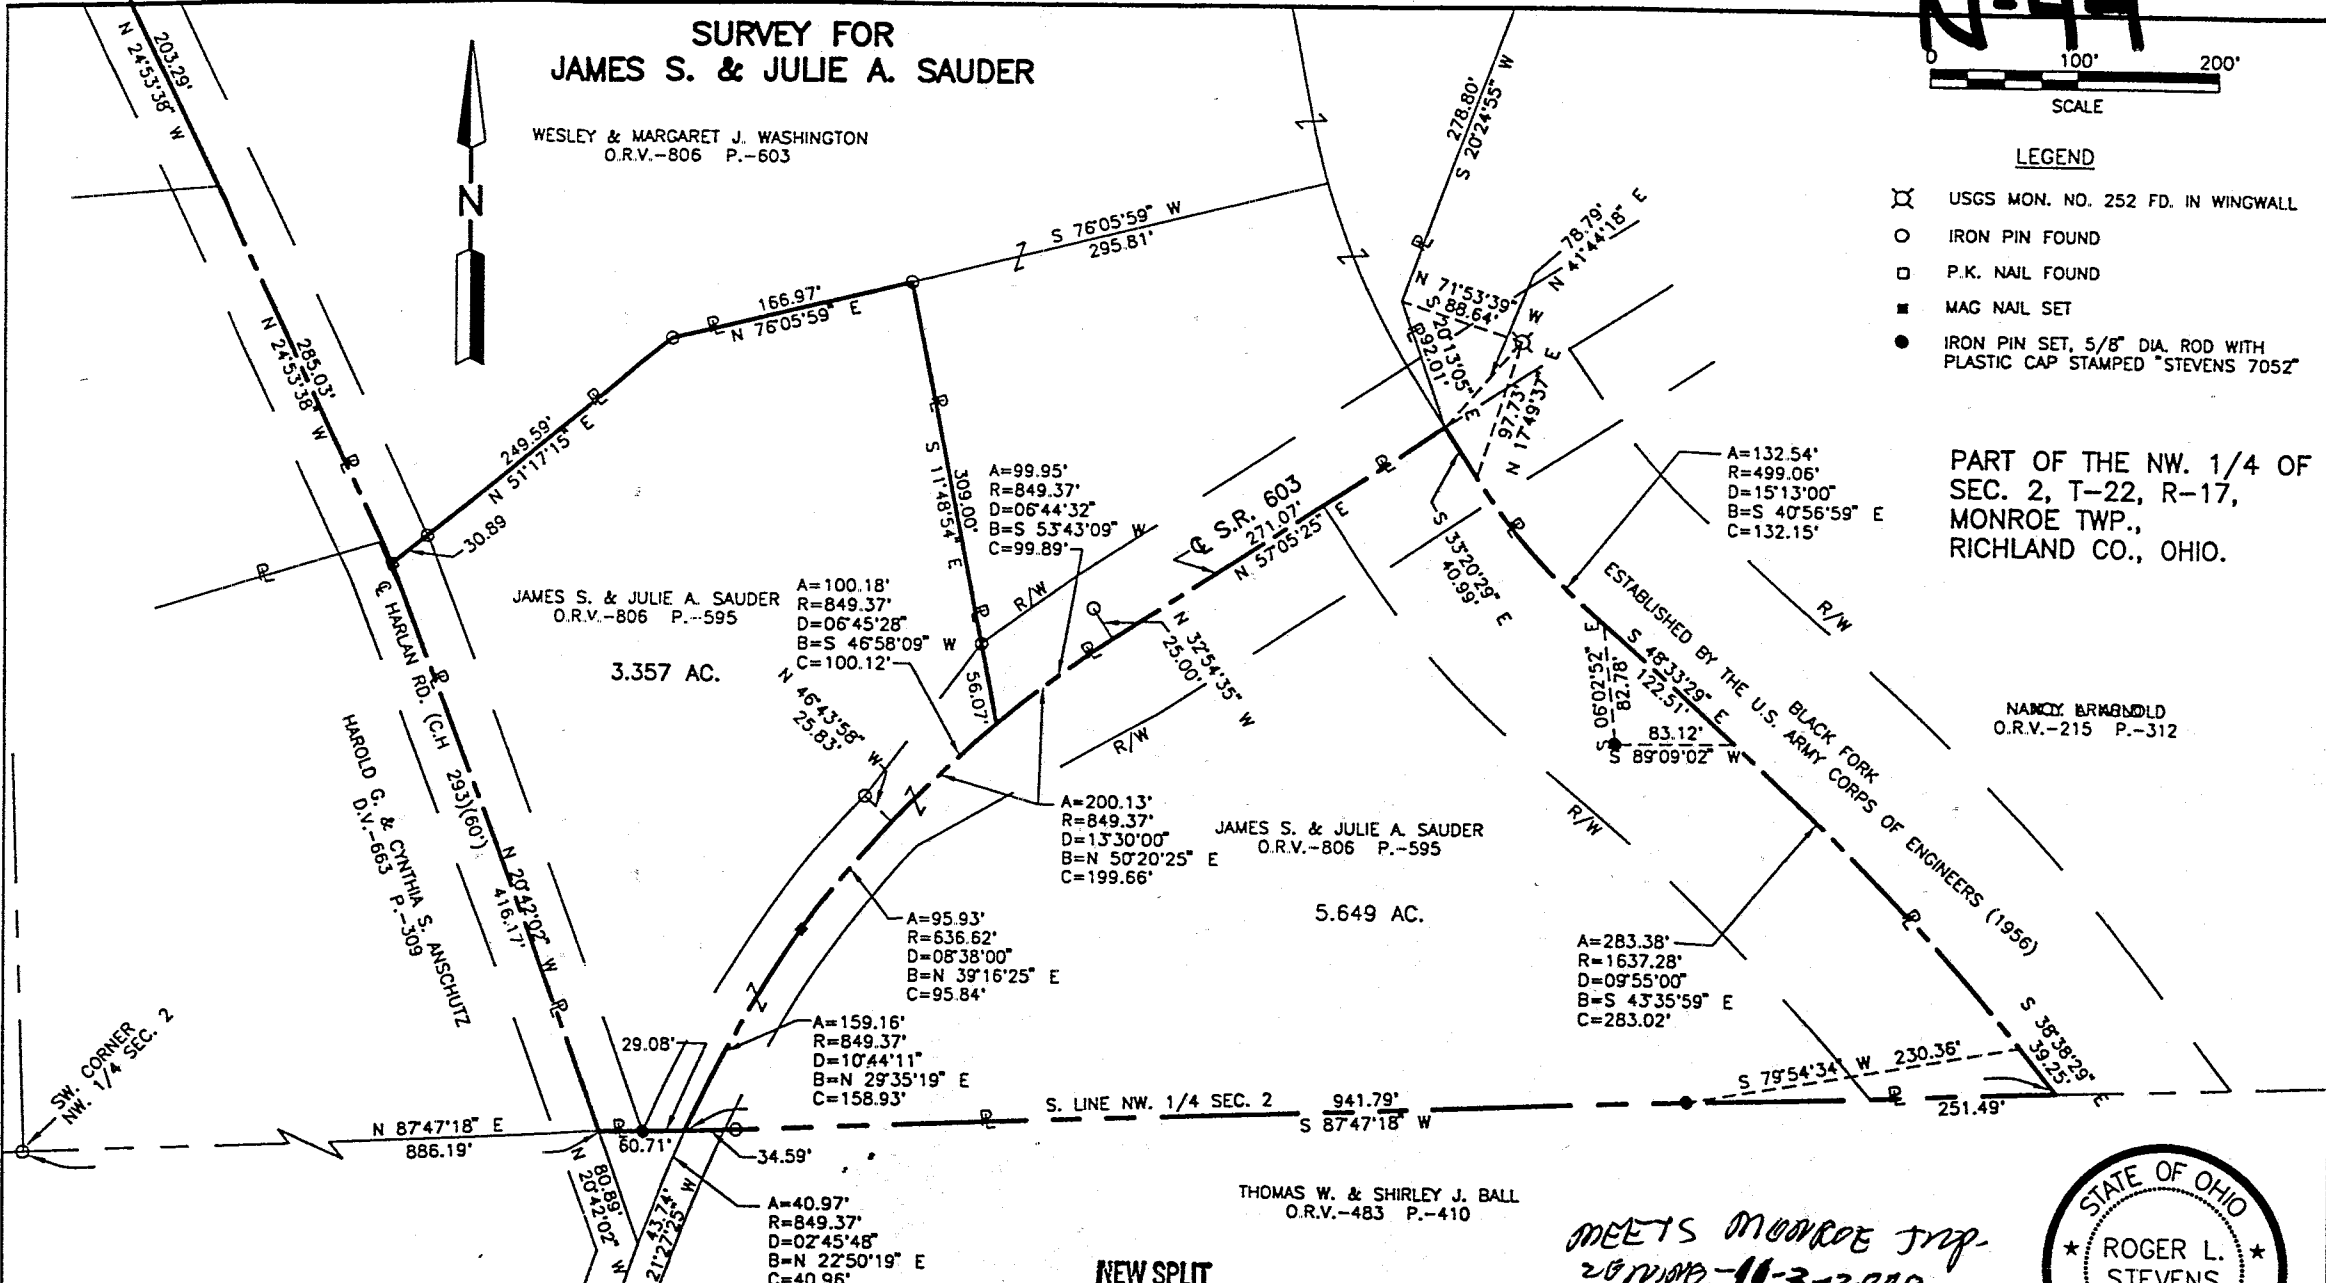 N-44
SURVEY FOR
JAMES S. & JULIE A. SAUDER
0 100' 200'
SCALE
WESLEY & MARGARET J. WASHINGTON
O.R.V.-806 P.-603
N
LEGEND
USGS MON. NO. 252 FD. IN WINGWALL
IRON PIN FOUND
P.K. NAIL FOUND
MAG NAIL SET
IRON PIN SET, 5/8" DIA. ROD WITH
PLASTIC CAP STAMPED "STEVENS 7052"
PART OF THE NW. 1/4 OF
SEC. 2, T-22, R-17,
MONROE TWP.,
RICHLAND CO., OHIO.
203.29'
N 24°53'38" W
285.03'
N 24°53'38" W
249.59'
N 51°17'15" E
30.89
166.97'
N 76°05'59" E
S 76°05'59" W
295.81'
278.80'
S 20°24'55" W
78.79'
N 41°44'18" E
N 71°53'39" W
88.64'
S 20°13'05" E
92.01'
97.73'
N 17°49'37" E
309.00'
S 11°48'54" E
56.07'
A=99.95'
R=849.37'
D=06°44'32"
B=S 53°43'09" W
C=99.89'
℄ S.R. 603
271.07'
N 57°05'25" E
S 33°20'29" E
40.99'
A=132.54'
R=499.06'
D=15°13'00"
B=S 40°56'59" E
C=132.15'
JAMES S. & JULIE A. SAUDER
O.R.V.-806 P.-595
3.357 AC.
A=100.18'
R=849.37'
D=06°45'28"
B=S 46°58'09" W
C=100.12'
R/W
N 32°54'35" W
25.00'
N 46°43'58" W
25.83'
R/W
ESTABLISHED BY THE U.S. ARMY CORPS OF ENGINEERS (1956)
BLACK FORK
R/W
R/W
S 48°33'29" E
122.51'
S 06°02'52" E
82.78'
83.12'
S 89°09'02" W
O.R.V.-215 P.-312
℄ HARLAN RD. (C.H 293)(60')
HAROLD G. & CYNTHIA S. ANSCHUTZ
D.V.-663 P.-309
N 20°42'02" W
416.17'
A=200.13'
R=849.37'
D=13°30'00"
B=N 50°20'25" E
C=199.66'
JAMES S. & JULIE A. SAUDER
O.R.V.-806 P.-595
5.649 AC.
A=95.93'
R=636.62'
D=08°38'00"
B=N 39°16'25" E
C=95.84'
A=283.38'
R=1637.28'
D=09°55'00"
B=S 43°35'59" E
C=283.02'
A=159.16'
R=849.37'
D=10°44'11"
B=N 29°35'19" E
C=158.93'
29.08'
S 38°38'29" E
39.25'
S 79°54'34" W 230.36'
SW. CORNER
NW. 1/4 SEC. 2
N 87°47'18" E
886.19'
60.71'
34.59'
S. LINE NW. 1/4 SEC. 2
941.79'
S 87°47'18" W
251.49'
N 20°42'02" W
80.89'
43.74'
21°27'25" W
A=40.97'
R=849.37'
D=02°45'48"
B=N 22°50'19" E
C=40.96'
THOMAS W. & SHIRLEY J. BALL
O.R.V.-483 P.-410
NEW SPLIT
MEETS MONROE TWP.
STATE OF OHIO
ROGER L.
STEVENS